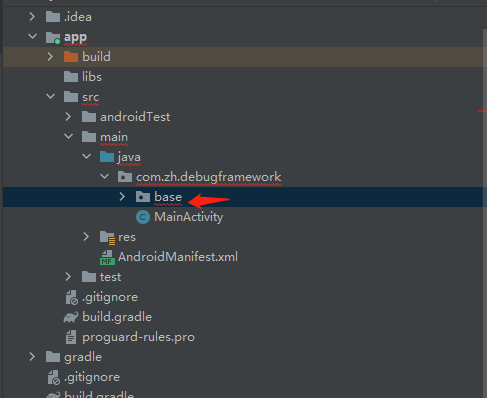 .idea
app
build
libs
src
androidTest
main
java
com.zh.debugframework
base
MainActivity
res
AndroidManifest.xml
test
.gitignore
build.gradle
proguard-rules.pro
gradle
.gitignore
build.gradle